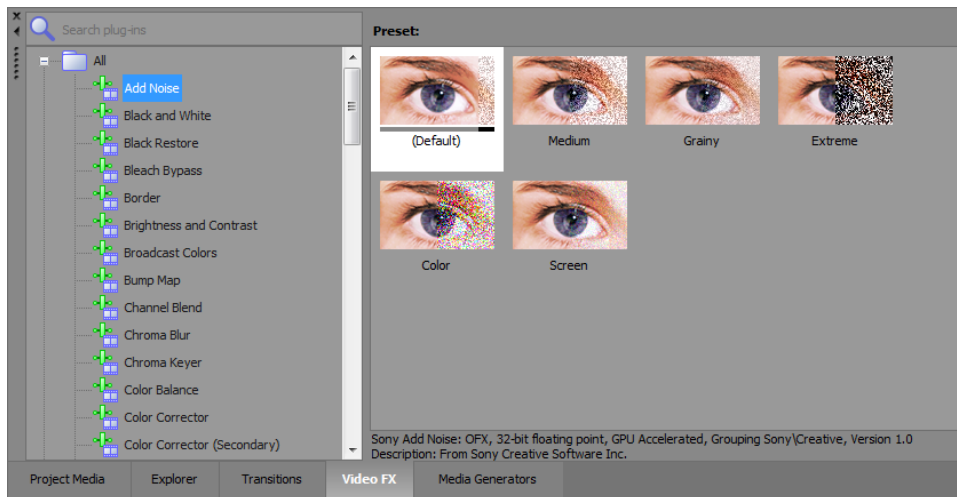 Search plug-ins
All
Add Noise
Black and White
Black Restore
Bleach Bypass
Border
Brightness and Contrast
Broadcast Colors
Bump Map
Channel Blend
Chroma Blur
Chroma Keyer
Color Balance
Color Corrector
Color Corrector (Secondary)
Preset:
(Default)
Medium
Grainy
Extreme
Color
Screen
Sony Add Noise: OFX, 32-bit floating point, GPU Accelerated, Grouping Sony\Creative, Version 1.0
Description: From Sony Creative Software Inc.
Project Media
Explorer
Transitions
Video FX
Media Generators